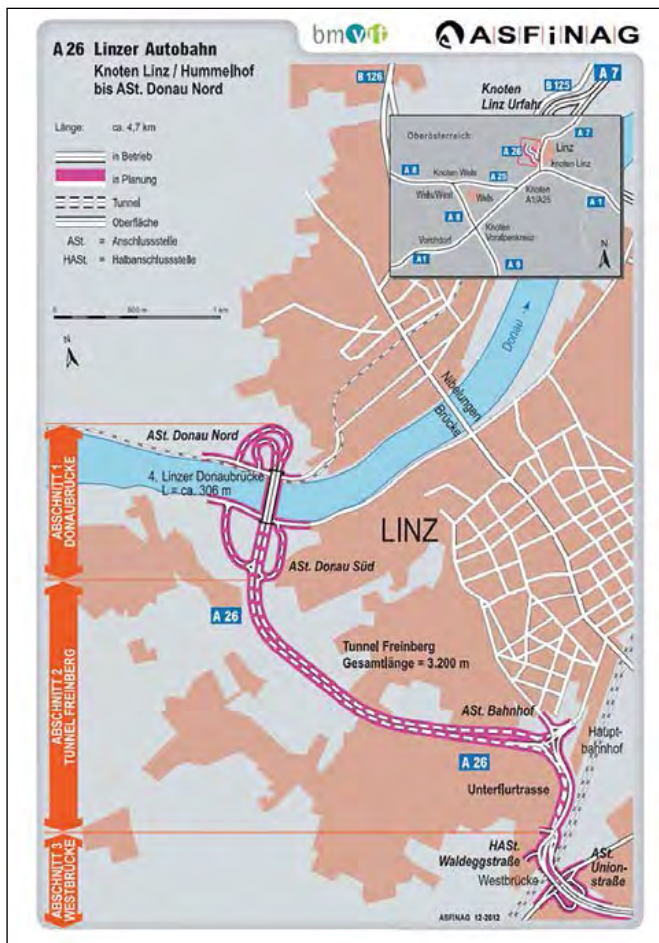 A 26 Linzer Autobahn
Knoten Linz / Hummelhof
bis ASt. Donau Nord
bmvit
ASFiNAG
Länge: ca. 4,7 km
in Betrieb
in Planung
Tunnel
Oberfläche
ASt. = Anschlussstelle
HASt. = Halbanschlussstelle
0 500 m 1 km
N
B 126
Knoten
Linz Urfahr
B 125
A 7
Oberösterreich:
A 7
A 26
Linz
Knoten Linz
A 8
Knoten Wels
A 25
Wels/West
Wels
Knoten
A1/A25
A 1
A 8
Vorchdorf
Knoten
Voralpenkreuz
A1
A 9
N
Donau
Nibelungen
Brücke
ASt. Donau Nord
4. Linzer Donaubrücke
L = ca. 306 m
LINZ
ASt. Donau Süd
A 26
Tunnel Freinberg
Gesamtlänge = 3.200 m
ASt. Bahnhof
Haupt-
bahnhof
A 26
Unterflurtrasse
HASt.
Waldeggstraße
Westbrücke
ASt.
Union-
straße
ABSCHNITT 1
DONAUBRÜCKE
ABSCHNITT 2
TUNNEL FREINBERG
ABSCHNITT 3
WESTBRÜCKE
ASFINAG 12-2012